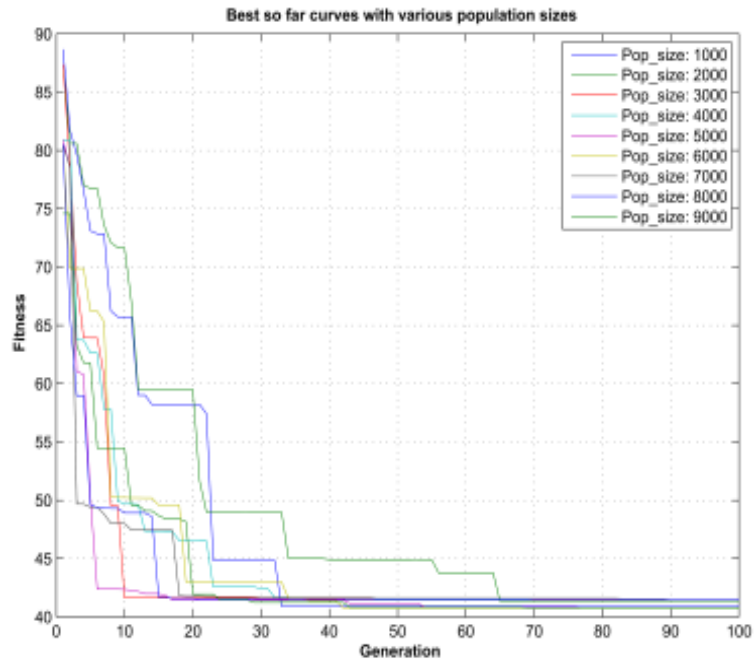 Best so far curves with various population sizes
90
85
80
75
70
65
60
55
50
45
40
Fitness
Pop_size: 1000
Pop_size: 2000
Pop_size: 3000
Pop_size: 4000
Pop_size: 5000
Pop_size: 6000
Pop_size: 7000
Pop_size: 8000
Pop_size: 9000
0 10 20 30 40 50 60 70 80 90 100
Generation